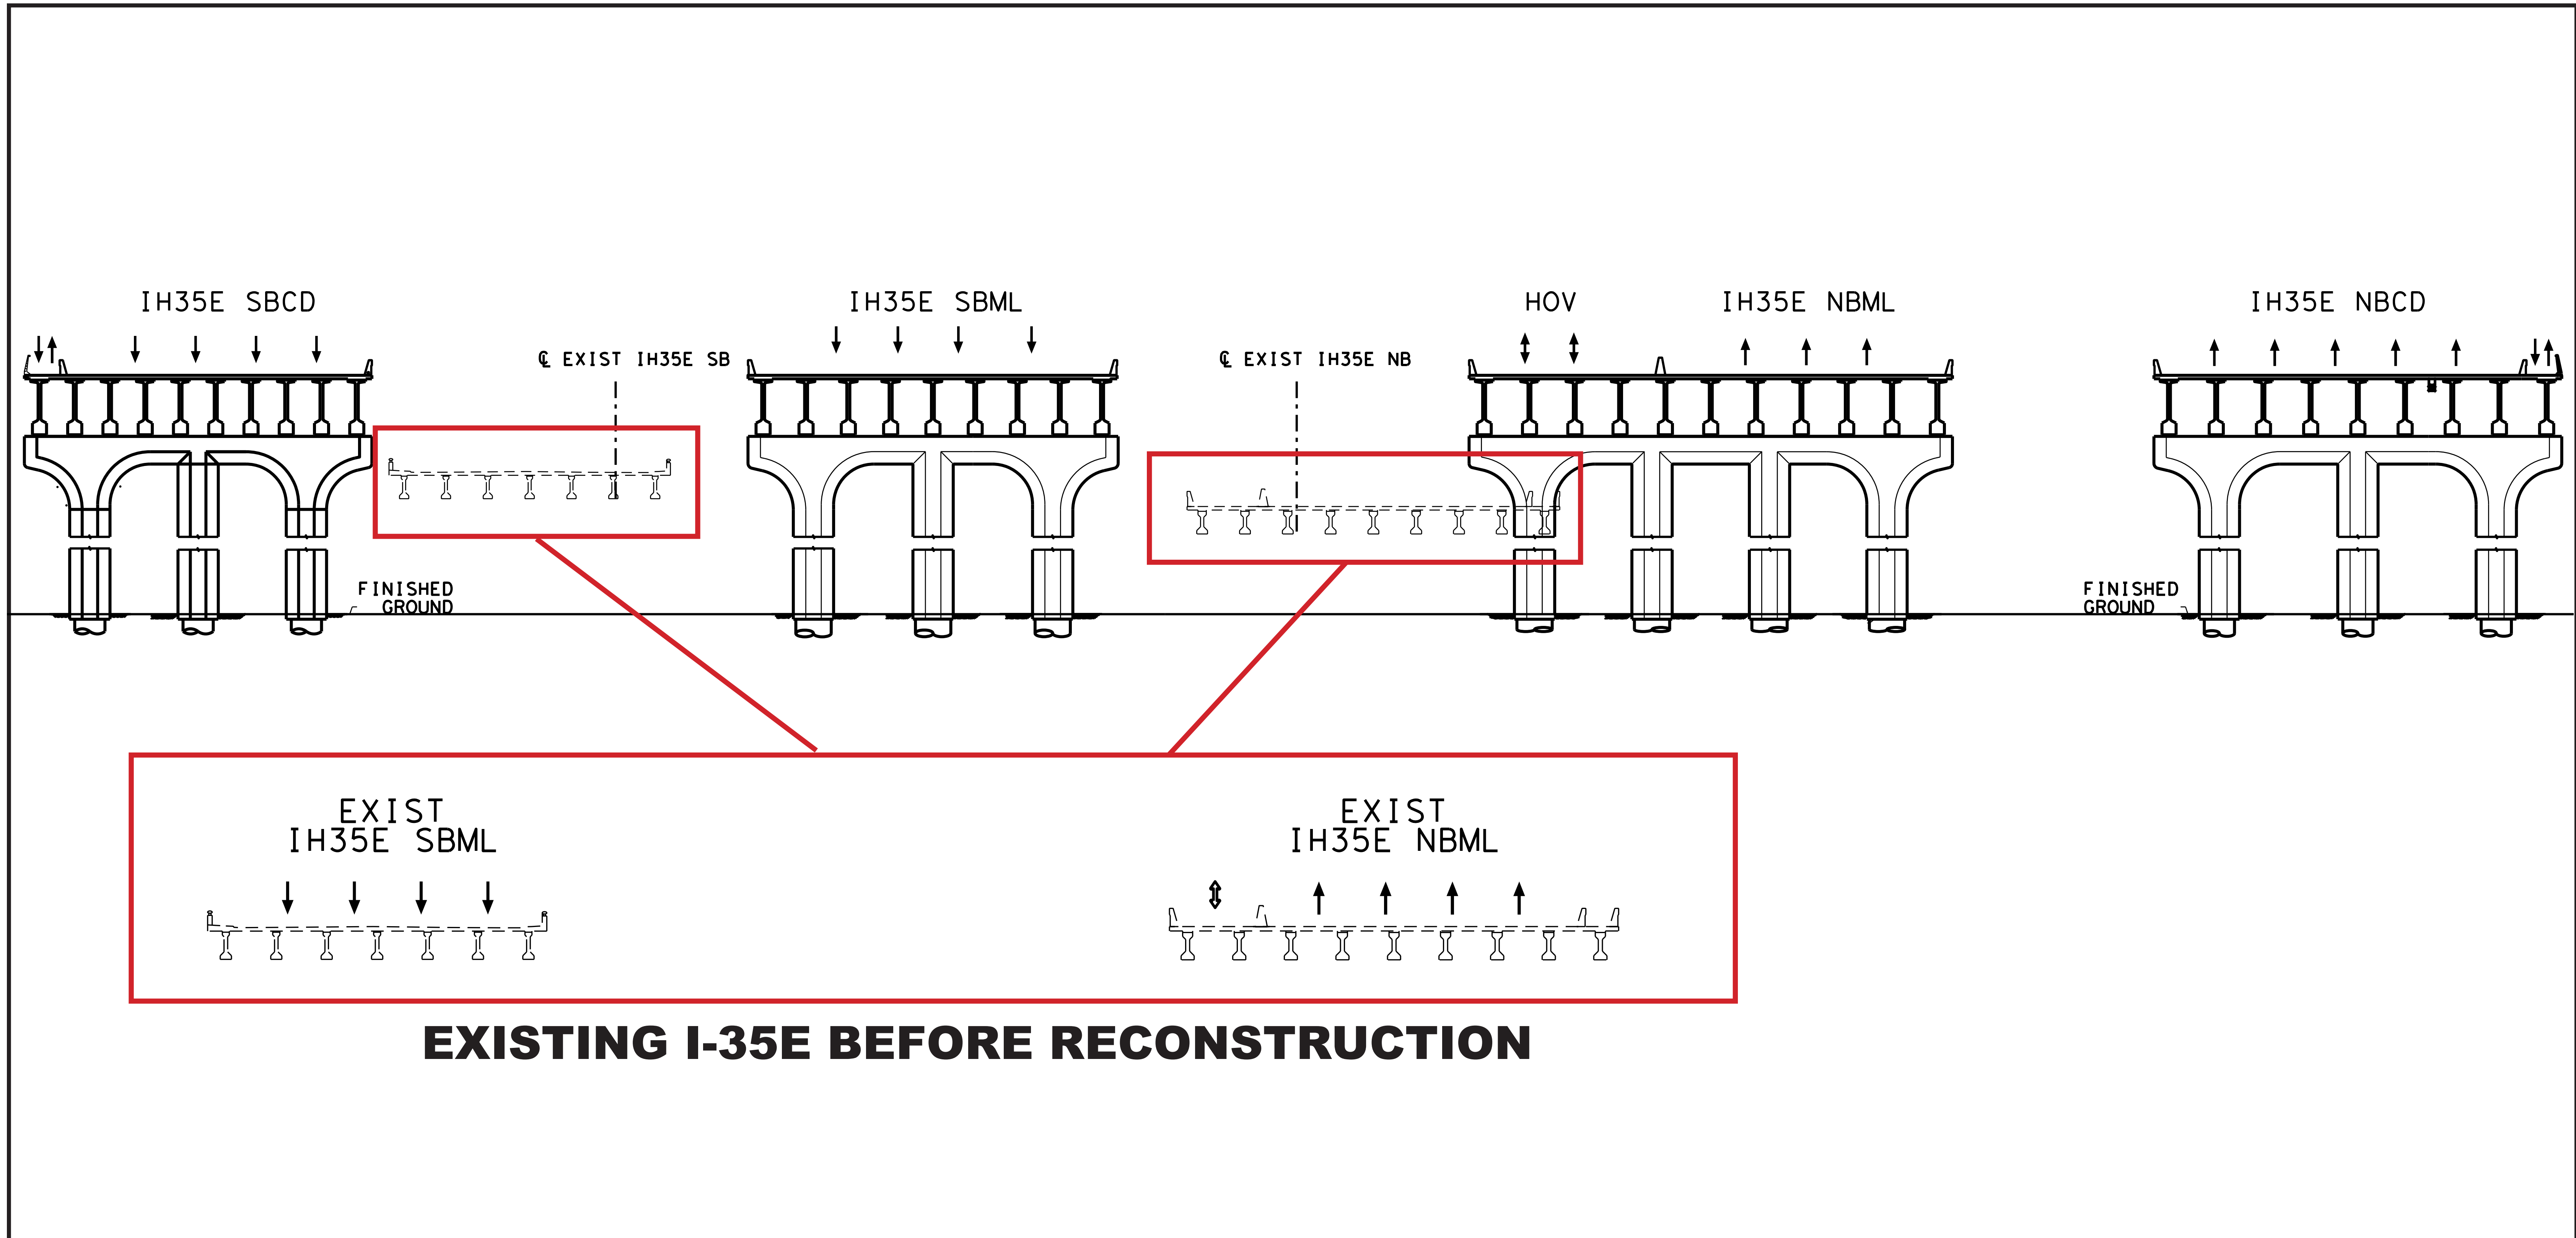 IH35E SBCD
IH35E SBML
HOV
IH35E NBML
IH35E NBCD
℄ EXIST IH35E SB
℄ EXIST IH35E NB
FINISHED
GROUND
FINISHED
GROUND
EXIST
IH35E SBML
EXIST
IH35E NBML
EXISTING I-35E BEFORE RECONSTRUCTION